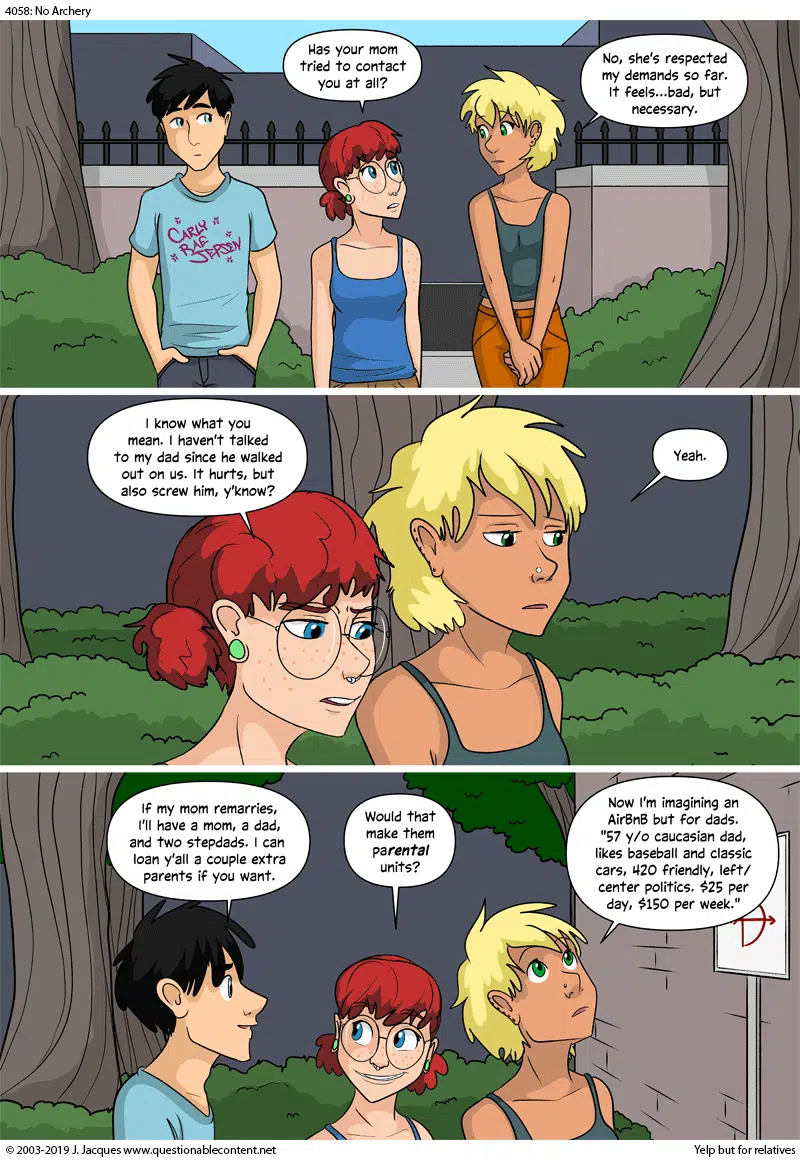 4058: No Archery
Has your mom
tried to contact
you at all?
No, she's respected
my demands so far.
It feels...bad, but
necessary.
CARLY
RAE
JEPSEN
I know what you
mean. I haven't talked
to my dad since he walked
out on us. It hurts, but
also screw him, y'know?
Yeah.
If my mom remarries,
I'll have a mom, a dad,
and two stepdads. I can
loan y'all a couple extra
parents if you want.
Would that
make them
parental
units?
Now I'm imagining an
AirBnB but for dads.
"57 y/o caucasian dad,
likes baseball and classic
cars, 420 friendly, left/
center politics. $25 per
day, $150 per week."
© 2003-2019 J. Jacques www.questionablecontent.net
Yelp but for relatives